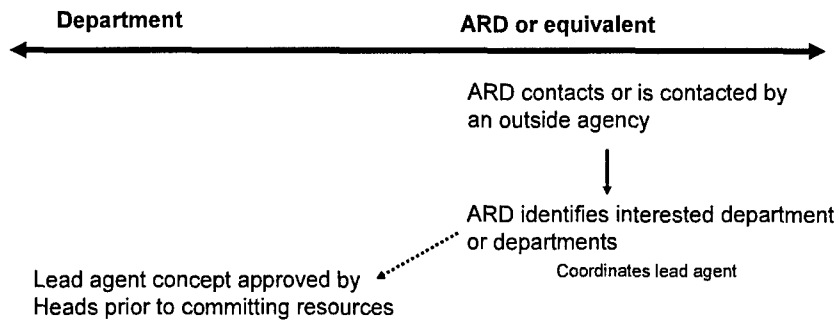 Department
ARD or equivalent
ARD contacts or is contacted by
an outside agency
ARD identifies interested department
or departments
Coordinates lead agent
Lead agent concept approved by
Heads prior to committing resources